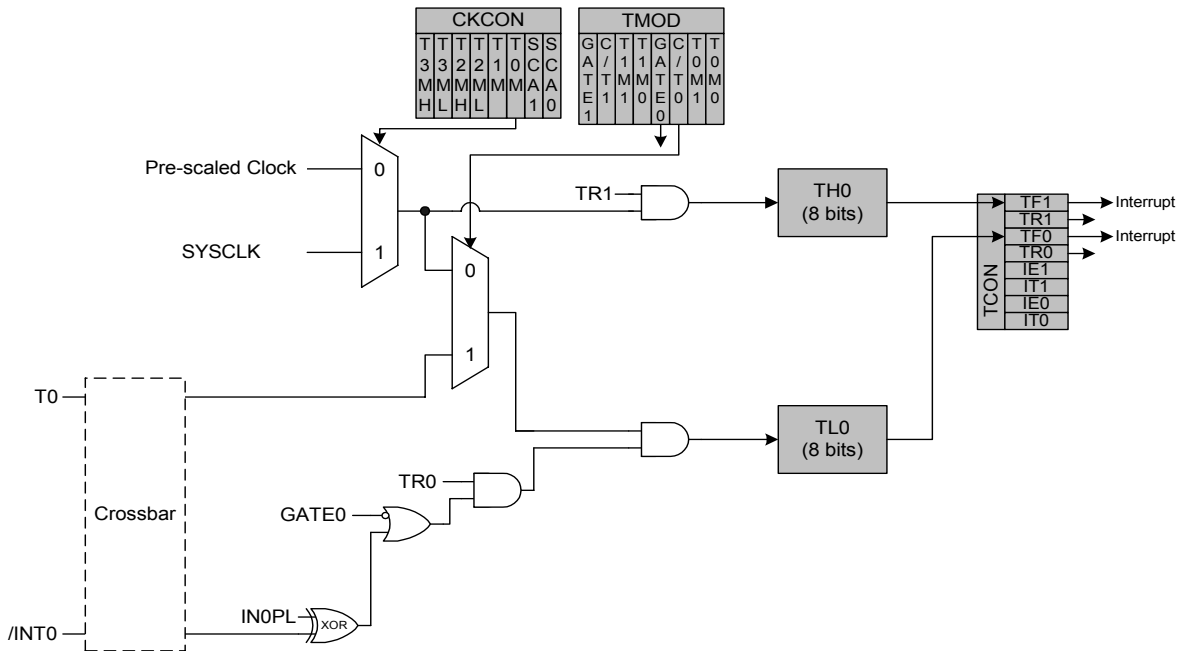 CKCON
T3MH
T3ML
T2MH
T2ML
T1M
T0M
SCA1
SCA0
TMOD
GATE1
C/T1
T1M1
T1M0
GATE0
C/T0
T0M1
T0M0
Pre-scaled Clock
0
SYSCLK
1
TR1
TH0
(8 bits)
0
1
TCON
TF1
TR1
TF0
TR0
IE1
IT1
IE0
IT0
Interrupt
Interrupt
T0
Crossbar
/INT0
TL0
(8 bits)
TR0
GATE0
IN0PL
XOR